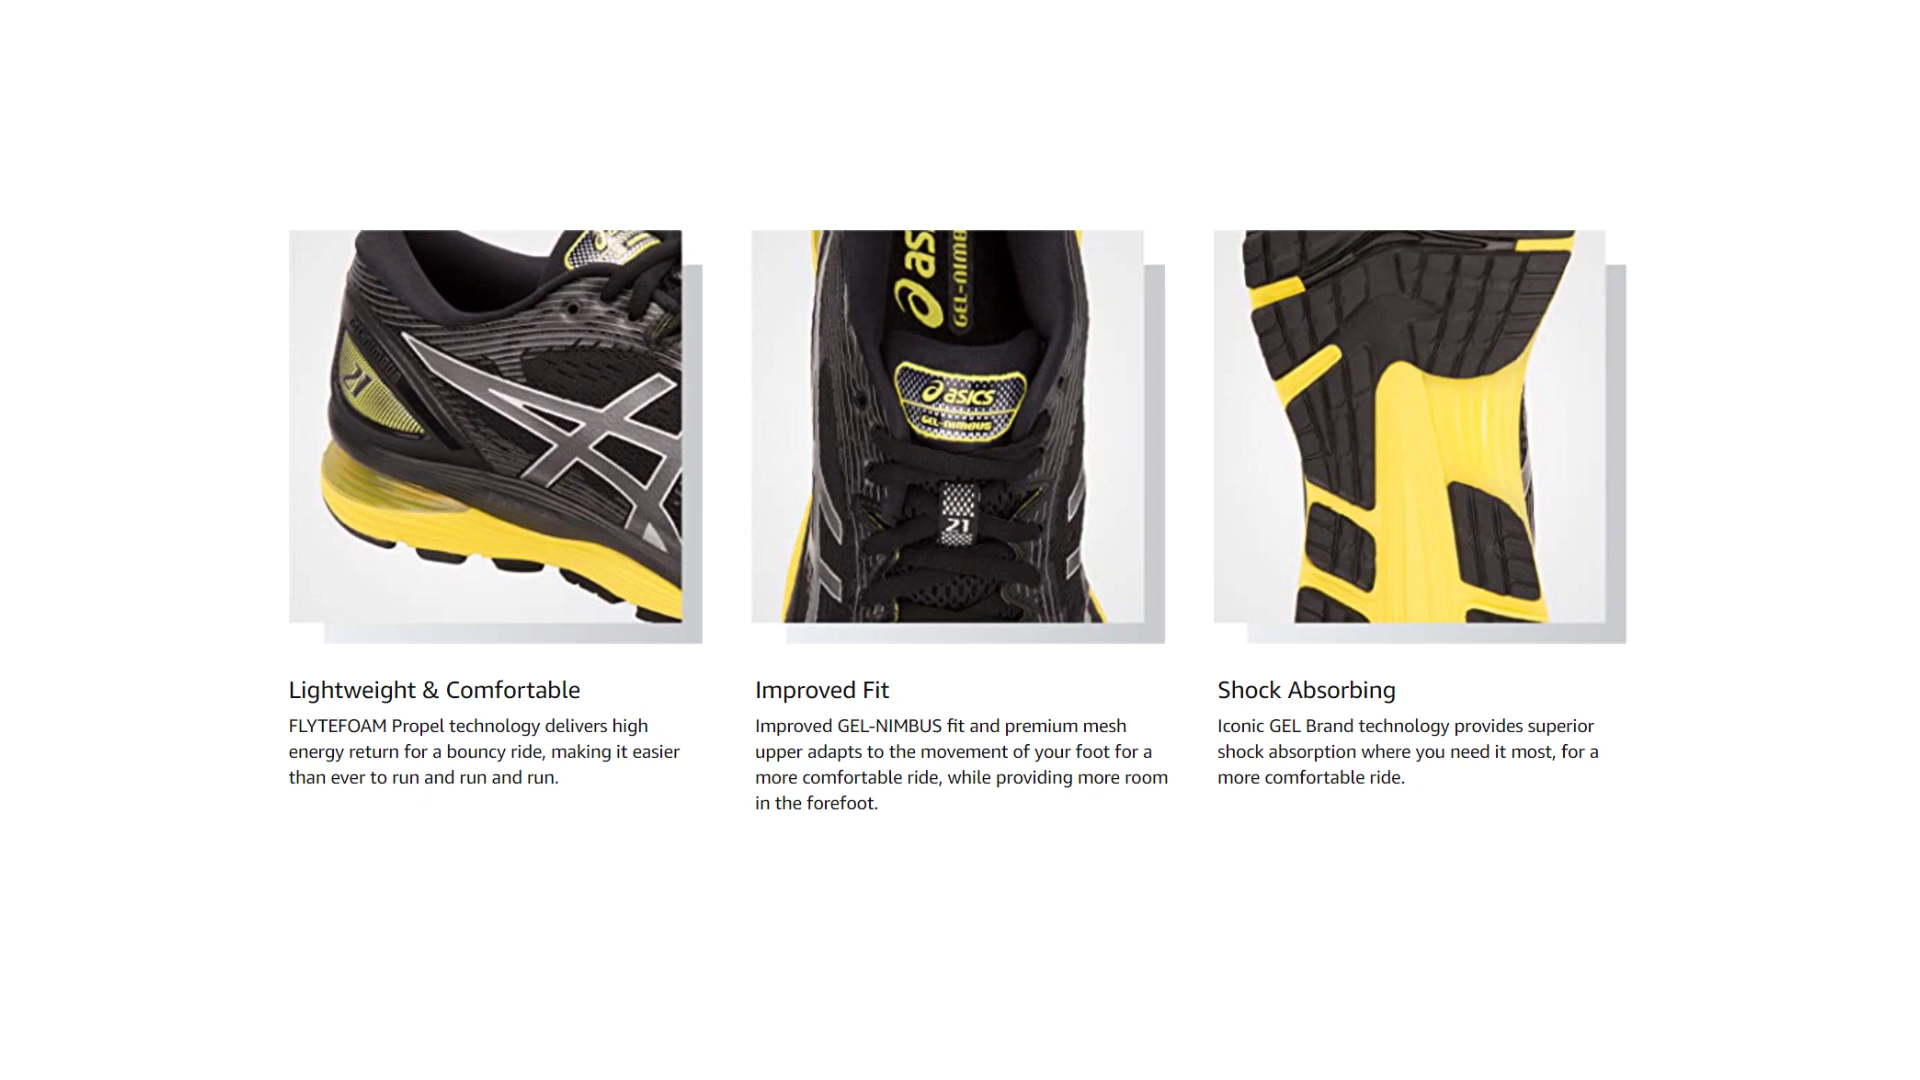 asics
GEL-NIMBUS
21
asics
GEL-NIMBUS
21
Lightweight & Comfortable
FLYTEFOAM Propel technology delivers high
energy return for a bouncy ride, making it easier
than ever to run and run and run.
Improved Fit
Improved GEL-NIMBUS fit and premium mesh
upper adapts to the movement of your foot for a
more comfortable ride, while providing more room
in the forefoot.
Shock Absorbing
Iconic GEL Brand technology provides superior
shock absorption where you need it most, for a
more comfortable ride.